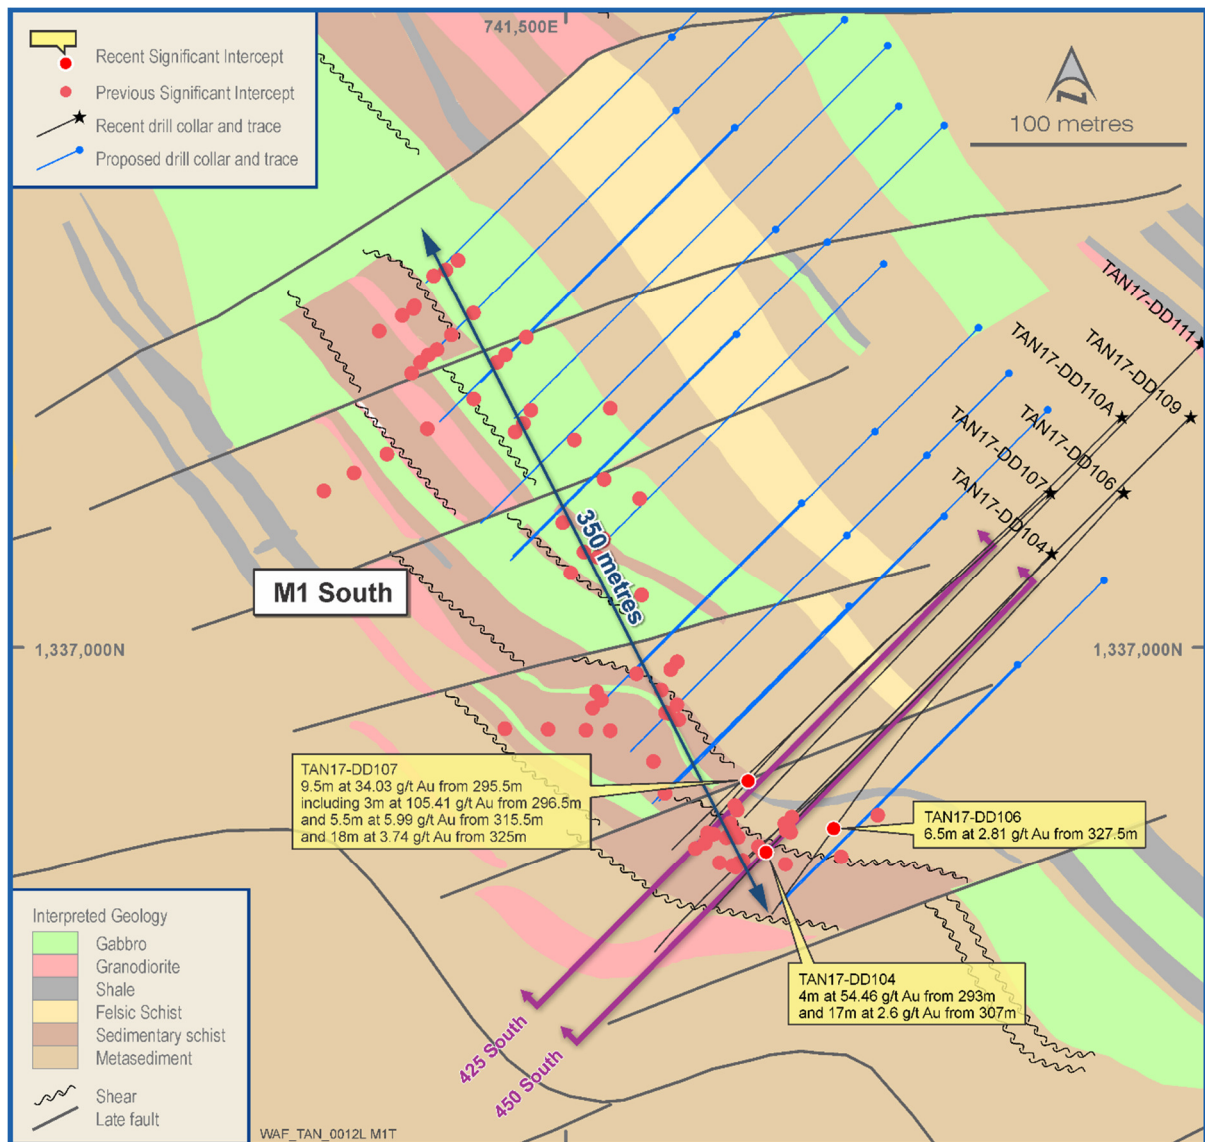 741,500E
Recent Significant Intercept
Previous Significant Intercept
Recent drill collar and trace
Proposed drill collar and trace
100 metres
TAN17-DD111
TAN17-DD109
TAN17-DD110A
TAN17-DD106
TAN17-DD107
TAN17-DD104
350 metres
M1 South
1,337,000N
1,337,000N
TAN17-DD107
9.5m at 34.03 g/t Au from 295.5m
including 3m at 105.41 g/t Au from 296.5m
and 5.5m at 5.99 g/t Au from 315.5m
and 18m at 3.74 g/t Au from 325m
TAN17-DD106
6.5m at 2.81 g/t Au from 327.5m
TAN17-DD104
4m at 54.46 g/t Au from 293m
and 17m at 2.6 g/t Au from 307m
425 South
450 South
Interpreted Geology
Gabbro
Granodiorite
Shale
Felsic Schist
Sedimentary schist
Metasediment
Shear
Late fault
WAF_TAN_0012L M1T